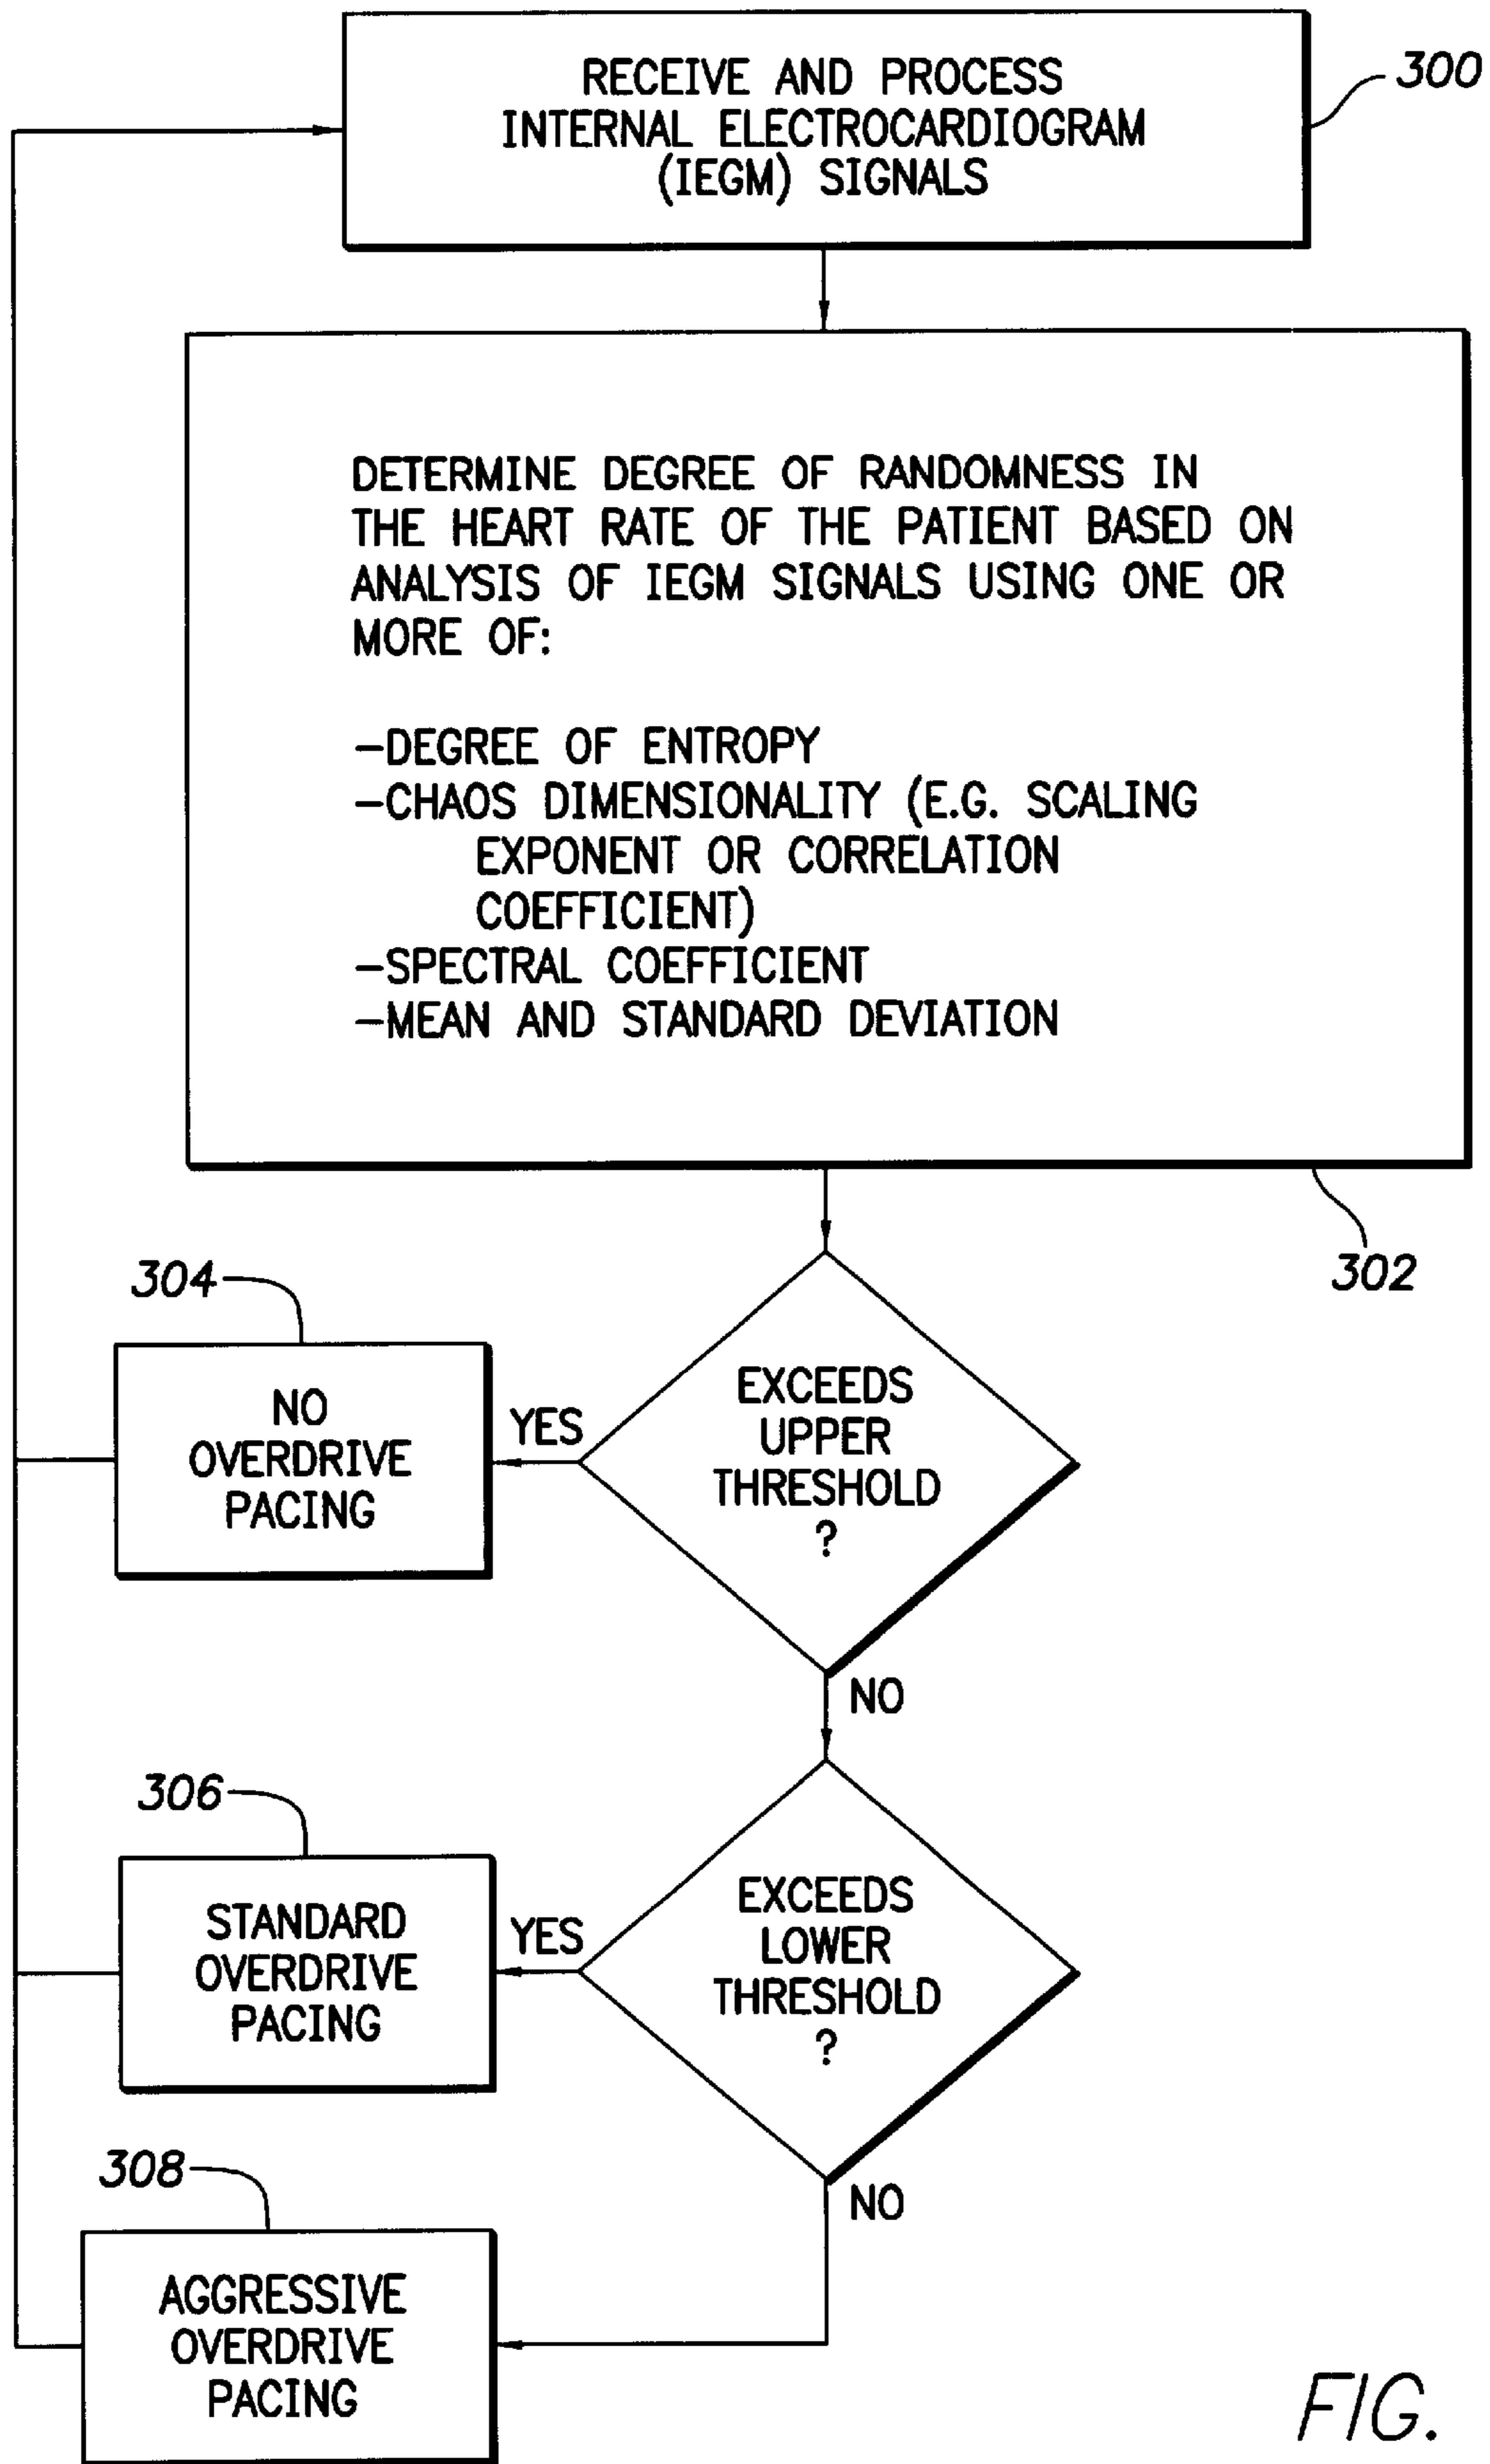 RECEIVE AND PROCESS
INTERNAL ELECTROCARDIOGRAM
(IEGM) SIGNALS
300
DETERMINE DEGREE OF RANDOMNESS IN
THE HEART RATE OF THE PATIENT BASED ON
ANALYSIS OF IEGM SIGNALS USING ONE OR
MORE OF:
-DEGREE OF ENTROPY
-CHAOS DIMENSIONALITY (E.G. SCALING
EXPONENT OR CORRELATION
COEFFICIENT)
-SPECTRAL COEFFICIENT
-MEAN AND STANDARD DEVIATION
302
304
NO
OVERDRIVE
PACING
YES
EXCEEDS
UPPER
THRESHOLD
?
NO
306
STANDARD
OVERDRIVE
PACING
YES
EXCEEDS
LOWER
THRESHOLD
?
NO
308
AGGRESSIVE
OVERDRIVE
PACING
FIG.